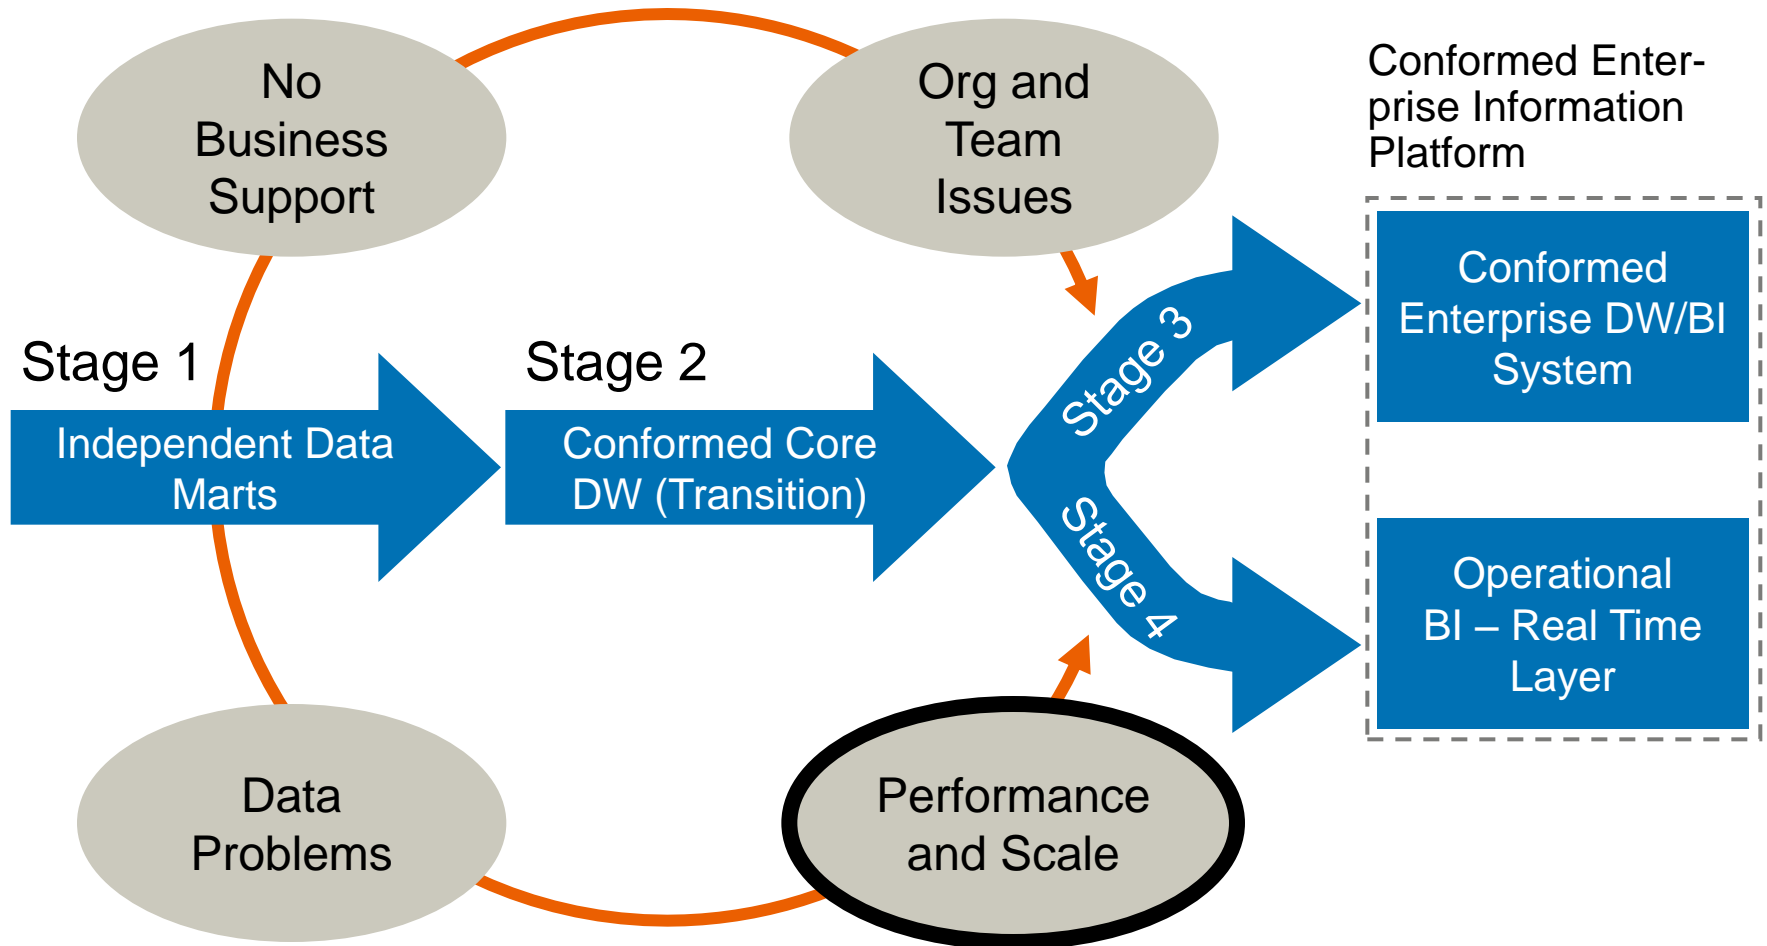 No
Business
Support
Org and
Team
Issues
Conformed Enter-
prise Information
Platform
Stage 1
Independent Data
Marts
Stage 2
Conformed Core
DW (Transition)
Stage 3
Conformed
Enterprise DW/BI
System
Stage 4
Operational
BI – Real Time
Layer
Data
Problems
Performance
and Scale